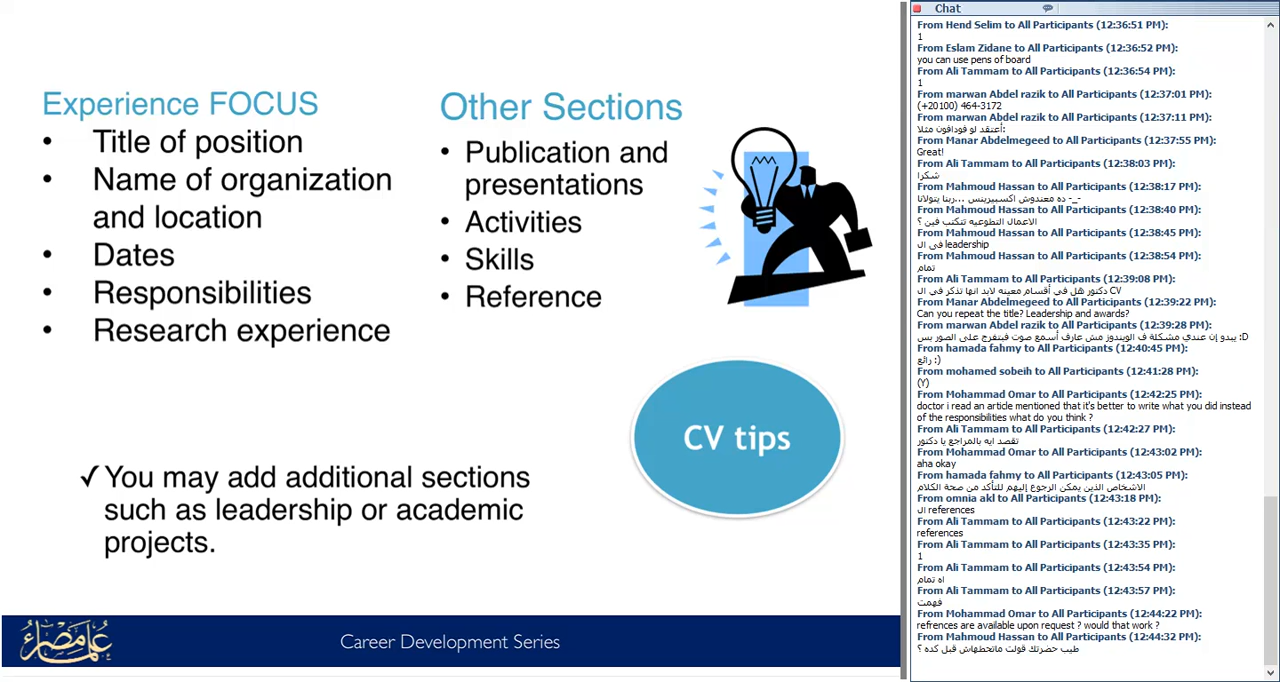 Experience FOCUS
• Title of position
• Name of organization
and location
• Dates
• Responsibilities
• Research experience
Other Sections
• Publication and
presentations
• Activities
• Skills
• Reference
CV tips
✓ You may add additional sections
such as leadership or academic
projects.
علماء مصر
Career Development Series
Chat
From Hend Selim to All Participants (12:36:51 PM):
1
From Eslam Zidane to All Participants (12:36:52 PM):
you can use pens of board
From Ali Tammam to All Participants (12:36:54 PM):
1
From marwan Abdel razik to All Participants (12:37:01 PM):
(+20100) 464-3172
From marwan Abdel razik to All Participants (12:37:11 PM):
أعتقد لو ڤودافون مثلا:
From Manar Abdelmegeed to All Participants (12:37:55 PM):
Great!
From Ali Tammam to All Participants (12:38:03 PM):
شكرا
From Mahmoud Hassan to All Participants (12:38:17 PM):
ده معندوش اكسبيرينس ...ربنا يتولانا -_-
From Mahmoud Hassan to All Participants (12:38:40 PM):
الاعمال التطوعيه تتكتب فين ؟
From Mahmoud Hassan to All Participants (12:38:45 PM):
فى ال leadership
From Mahmoud Hassan to All Participants (12:38:54 PM):
تمام
From Ali Tammam to All Participants (12:39:08 PM):
دكتور هل فى أقسام معينه لابد انها تذكر فى ال CV
From Manar Abdelmegeed to All Participants (12:39:22 PM):
Can you repeat the title? Leadership and awards?
From marwan Abdel razik to All Participants (12:39:28 PM):
يبدو إن عندي مشكلة ف الويندوز مش عارف أسمع صوت فبتفرج على الصور بس :D
From hamada fahmy to All Participants (12:40:45 PM):
رائع :)
From mohamed sobeih to All Participants (12:41:28 PM):
(Y)
From Mohammad Omar to All Participants (12:42:25 PM):
doctor i read an article mentioned that it's better to write what you did instead
of the responsibilities what do you think ?
From Ali Tammam to All Participants (12:42:27 PM):
تقصد ايه بالمراجع يا دكتور
From Mohammad Omar to All Participants (12:43:02 PM):
aha okay
From hamada fahmy to All Participants (12:43:05 PM):
الاشخاص الذين يمكن الرجوع إليهم للتأكد من صحة الكلام
From omnia akl to All Participants (12:43:18 PM):
ال references
From Ali Tammam to All Participants (12:43:22 PM):
references
From Ali Tammam to All Participants (12:43:35 PM):
1
From Ali Tammam to All Participants (12:43:54 PM):
اه تمام
From Ali Tammam to All Participants (12:43:57 PM):
فهمت
From Mohammad Omar to All Participants (12:44:22 PM):
refrences are available upon request ? would that work ?
From Mahmoud Hassan to All Participants (12:44:32 PM):
طيب حضرتك قولت ماتحطهاش قبل كده ؟